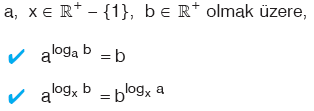 a, x ∈ ℝ⁺ – {1}, b ∈ ℝ⁺ olmak üzere,
✔ a^(logₐ b) = b
✔ a^(logₓ b) = b^(logₓ a)